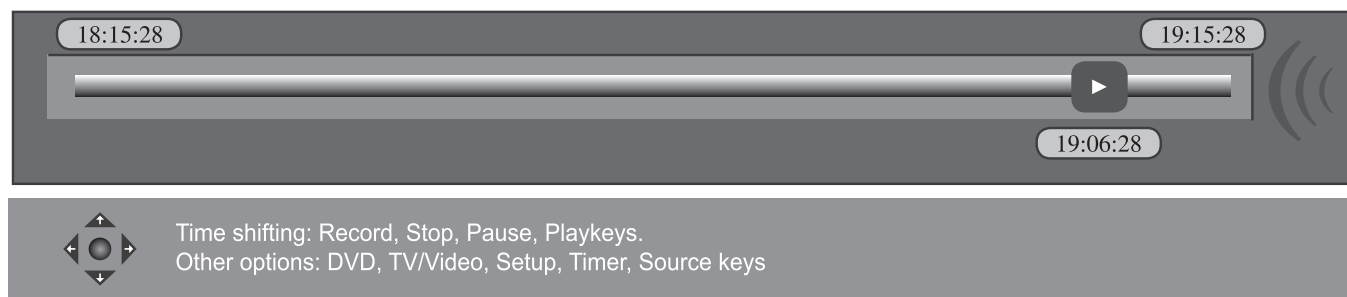 18:15:28
19:15:28
19:06:28
Time shifting: Record, Stop, Pause, Playkeys.
Other options: DVD, TV/Video, Setup, Timer, Source keys